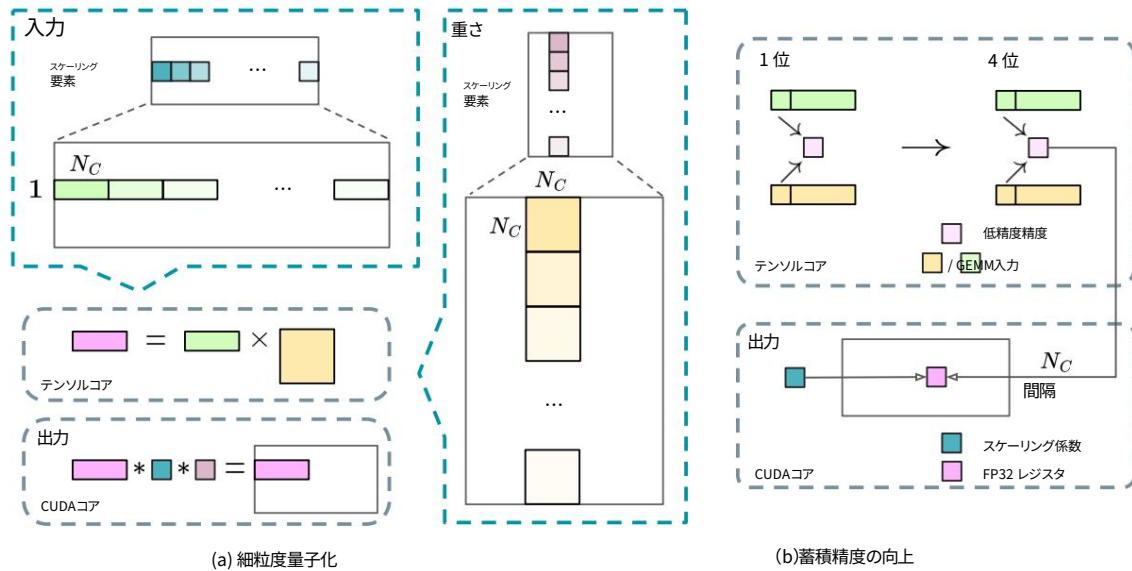 入力
スケーリング
要素
...
N_C
1
...
重さ
スケーリング
要素
...
N_C
N_C
...
= ×
テンソルコア
出力
* * =
CUDAコア
(a) 細粒度量子化
1 位
4 位
低精度精度
/ GEMM入力
テンソルコア
出力
N_C
間隔
スケーリング係数
CUDAコア
FP32 レジスタ
(b)蓄積精度の向上